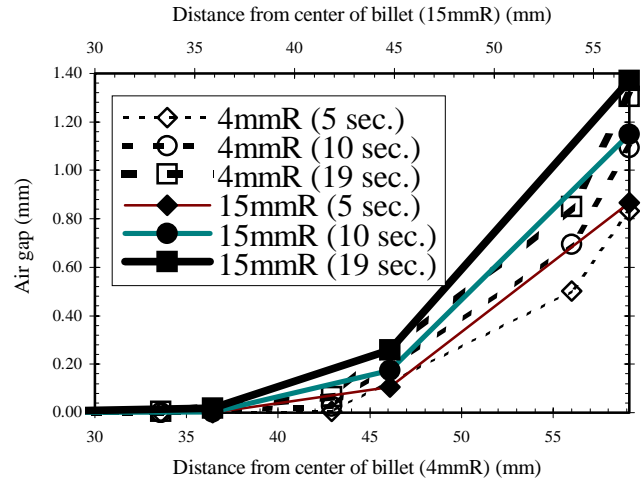 Distance from center of billet (15mmR) (mm)
30 35 40 45 50 55
1.40
1.20
1.00
0.80
0.60
0.40
0.20
0.00
Air gap (mm)
4mmR (5 sec.)
4mmR (10 sec.)
4mmR (19 sec.)
15mmR (5 sec.)
15mmR (10 sec.)
15mmR (19 sec.)
30 35 40 45 50 55
Distance from center of billet (4mmR) (mm)